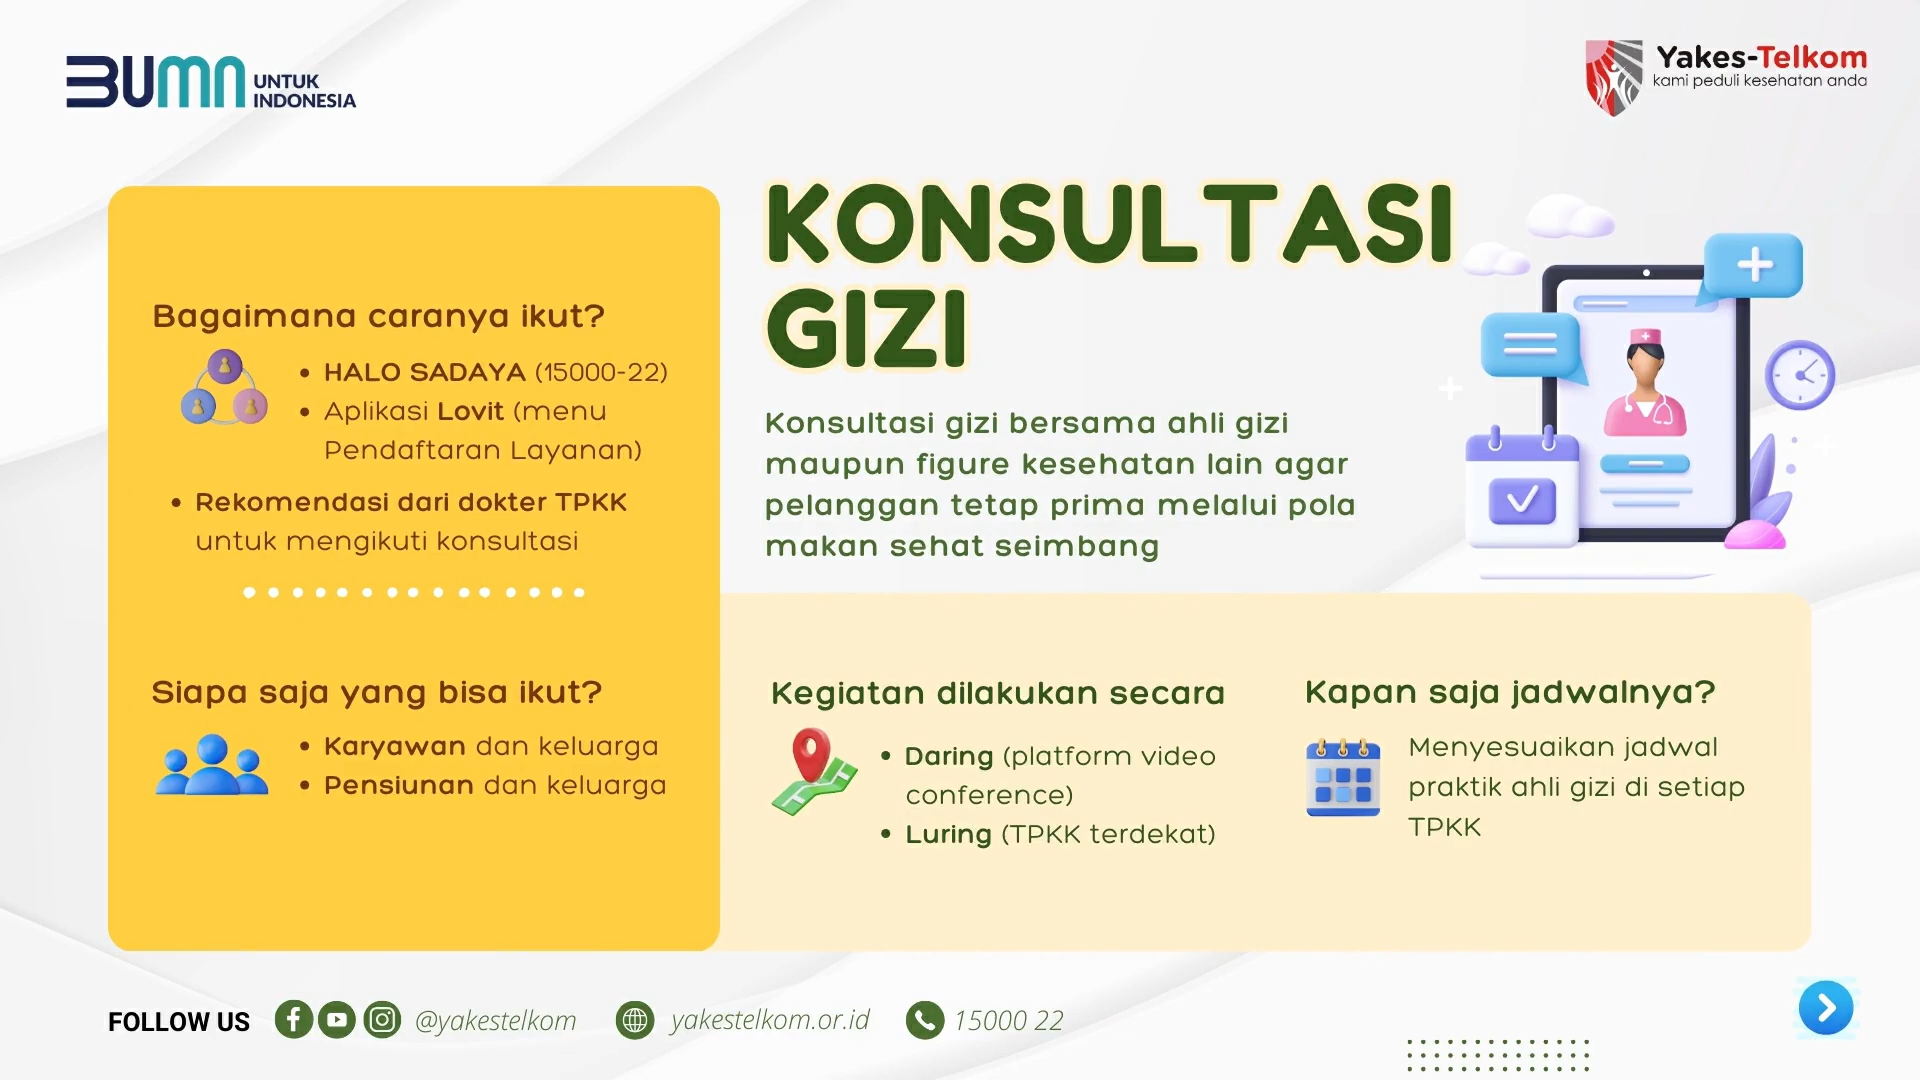 BUMN UNTUK
INDONESIA
Yakes-Telkom
kami peduli kesehatan anda
KONSULTASI
GIZI
Konsultasi gizi bersama ahli gizi
maupun figure kesehatan lain agar
pelanggan tetap prima melalui pola
makan sehat seimbang
Bagaimana caranya ikut?
• HALO SADAYA (15000-22)
• Aplikasi Lovit (menu
Pendaftaran Layanan)
• Rekomendasi dari dokter TPKK
untuk mengikuti konsultasi
Siapa saja yang bisa ikut?
• Karyawan dan keluarga
• Pensiunan dan keluarga
Kegiatan dilakukan secara
• Daring (platform video
conference)
• Luring (TPKK terdekat)
Kapan saja jadwalnya?
Menyesuaikan jadwal
praktik ahli gizi di setiap
TPKK
FOLLOW US @yakestelkom yakestelkom.or.id 15000 22